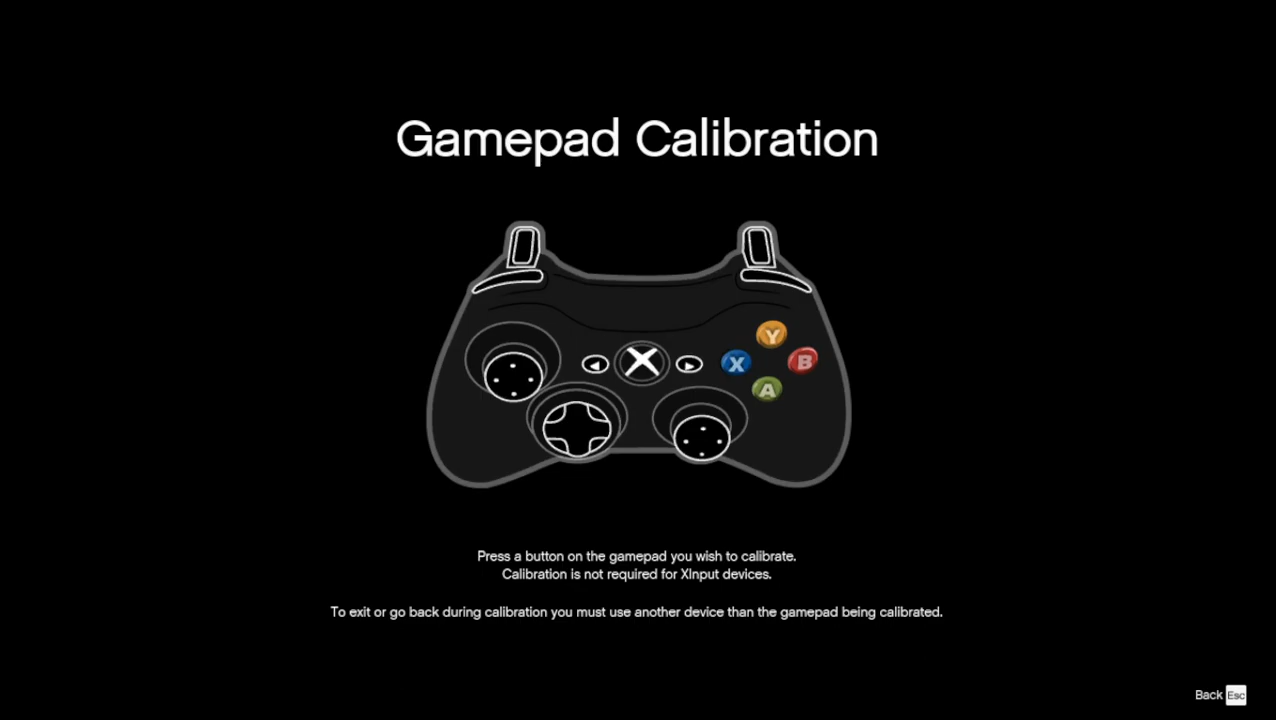 Gamepad Calibration
Y
X
B
A
Press a button on the gamepad you wish to calibrate.
Calibration is not required for XInput devices.
To exit or go back during calibration you must use another device than the gamepad being calibrated.
Back Esc